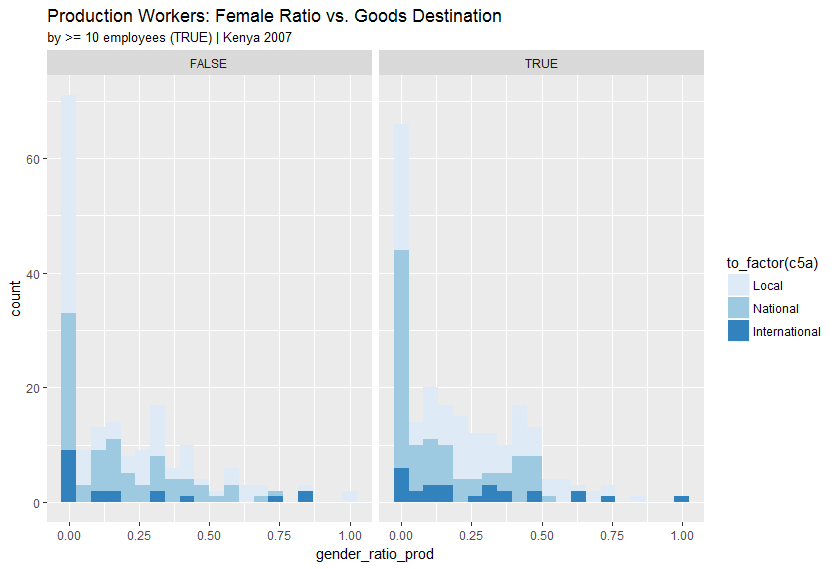 Production Workers: Female Ratio vs. Goods Destination
by >= 10 employees (TRUE) | Kenya 2007
FALSE
TRUE
60
40
20
0
count
0.00 0.25 0.50 0.75 1.00
0.00 0.25 0.50 0.75 1.00
gender_ratio_prod
to_factor(c5a)
Local
National
International